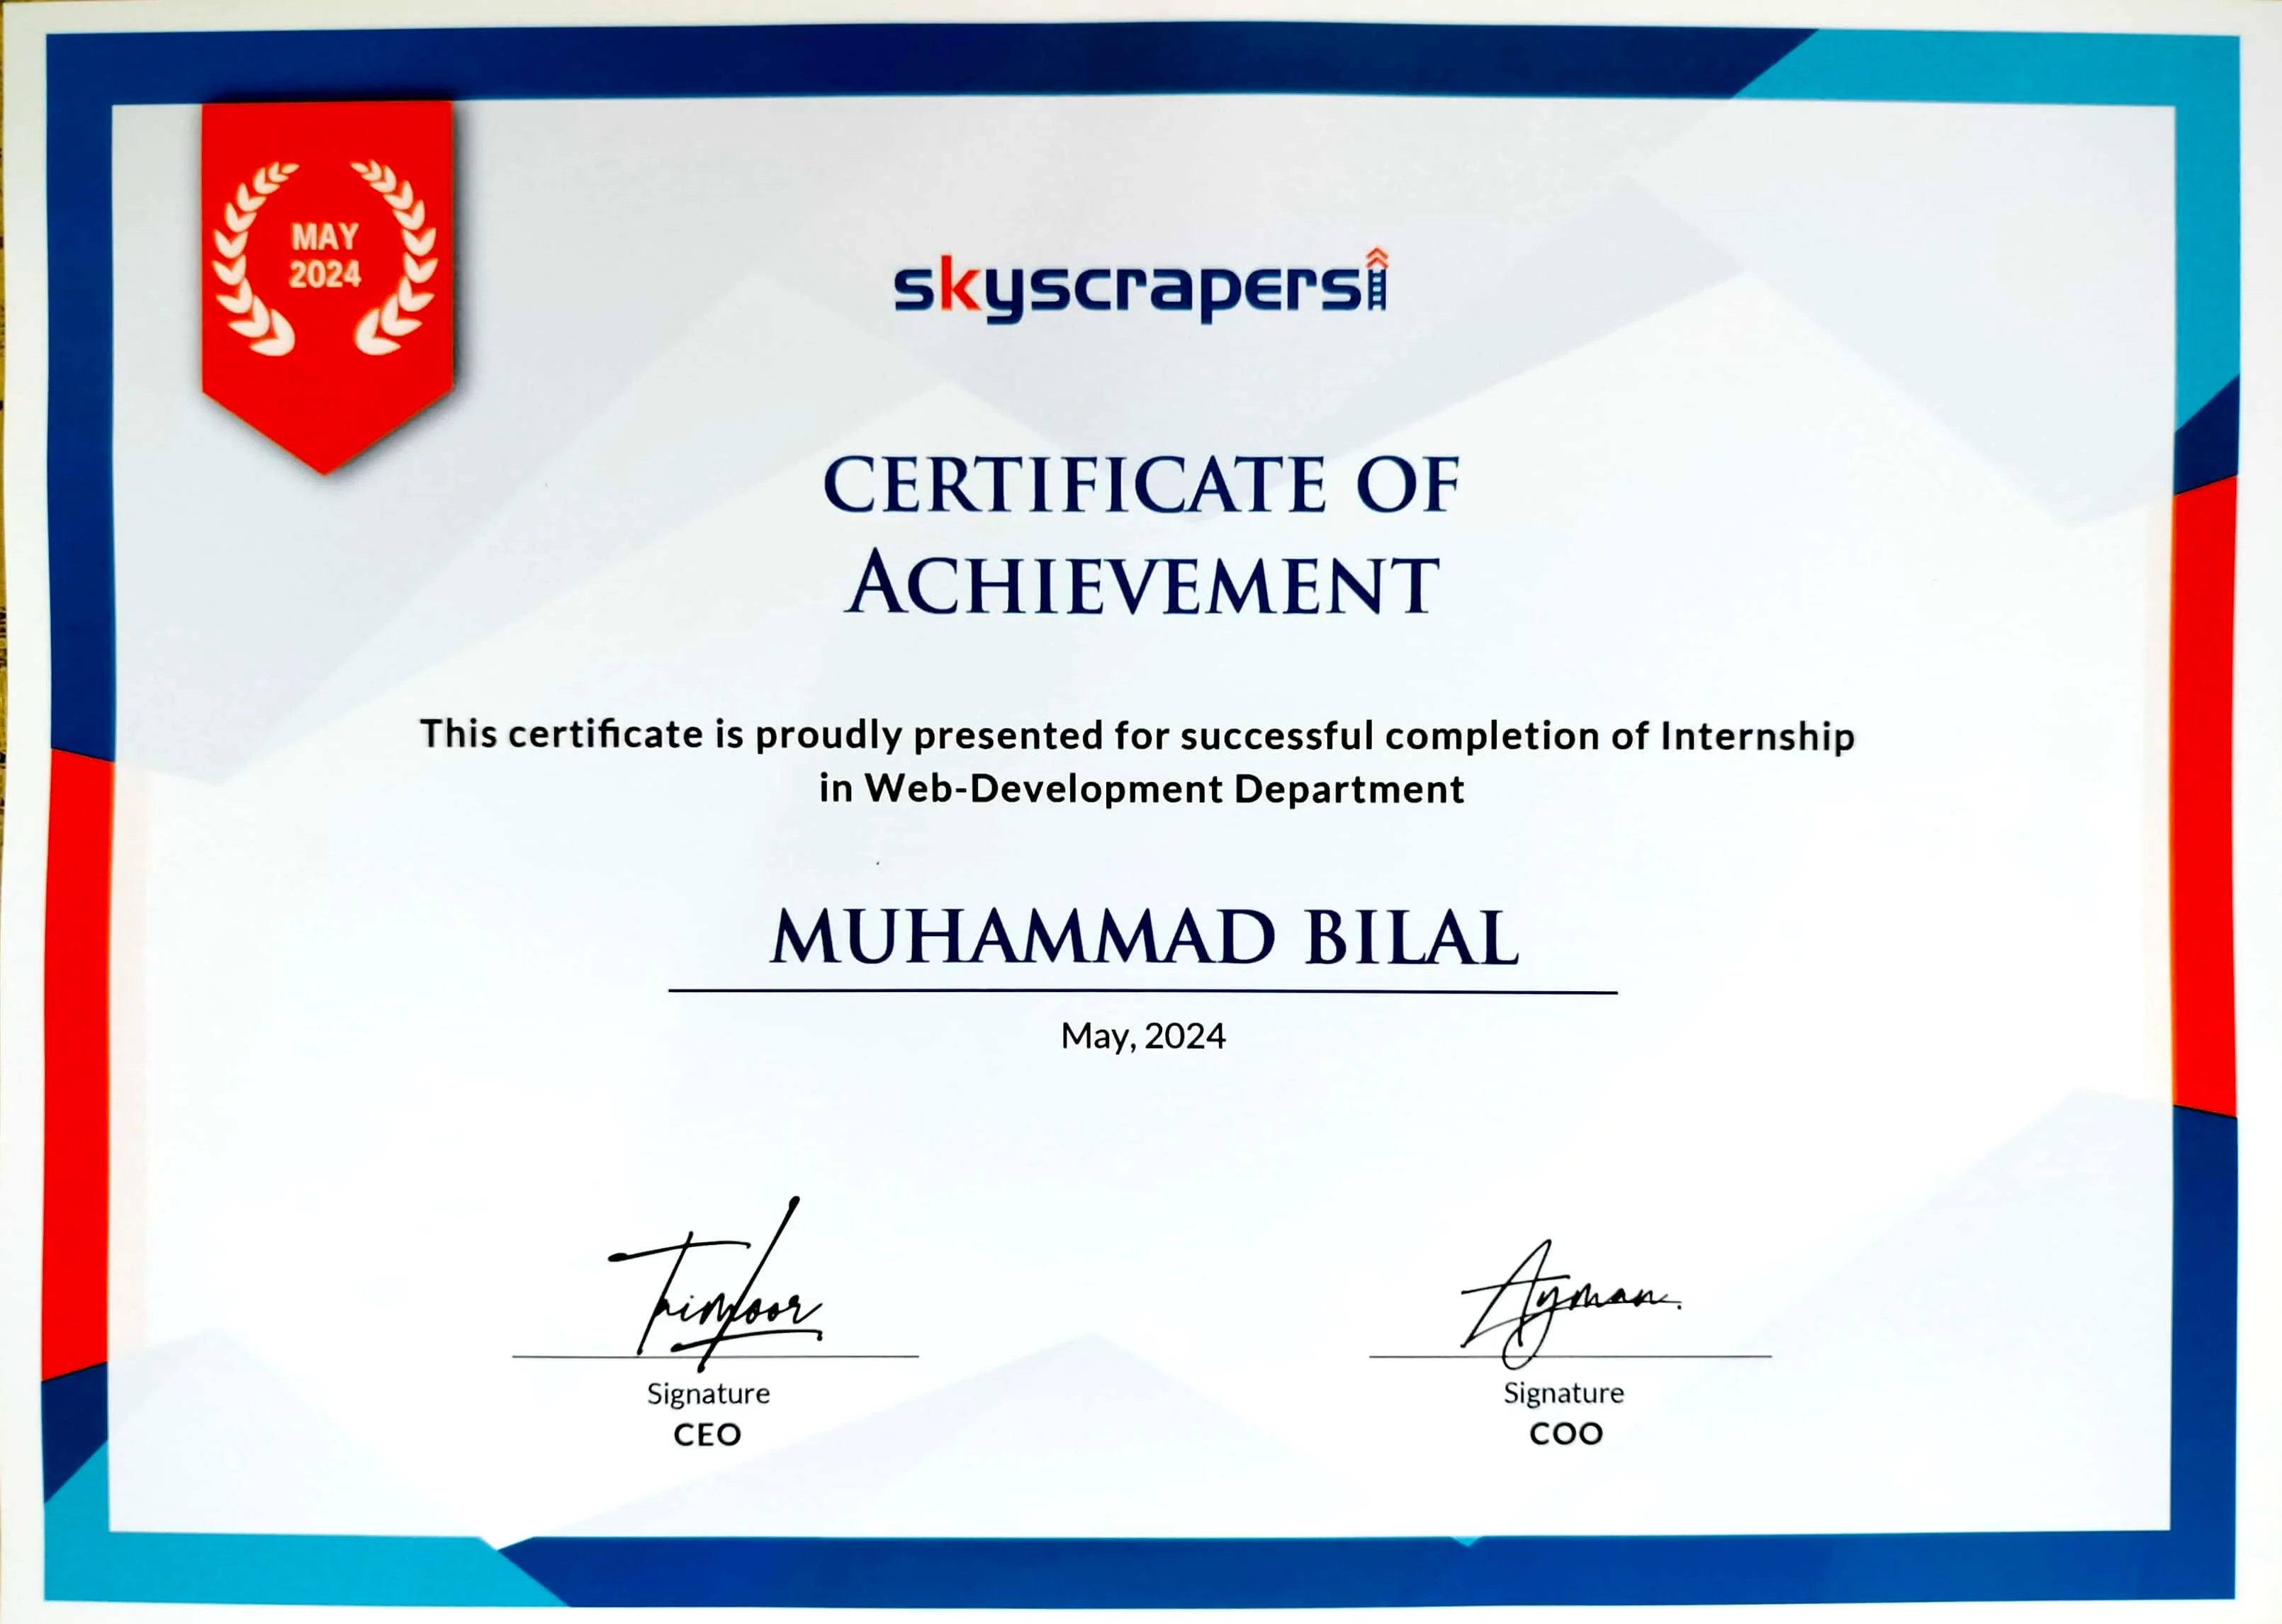 MAY
2024
skyscrapers
CERTIFICATE OF
ACHIEVEMENT
This certificate is proudly presented for successful completion of Internship
in Web-Development Department
MUHAMMAD BILAL
May, 2024
Taimoor
Ayman.
Signature
Signature
CEO
COO